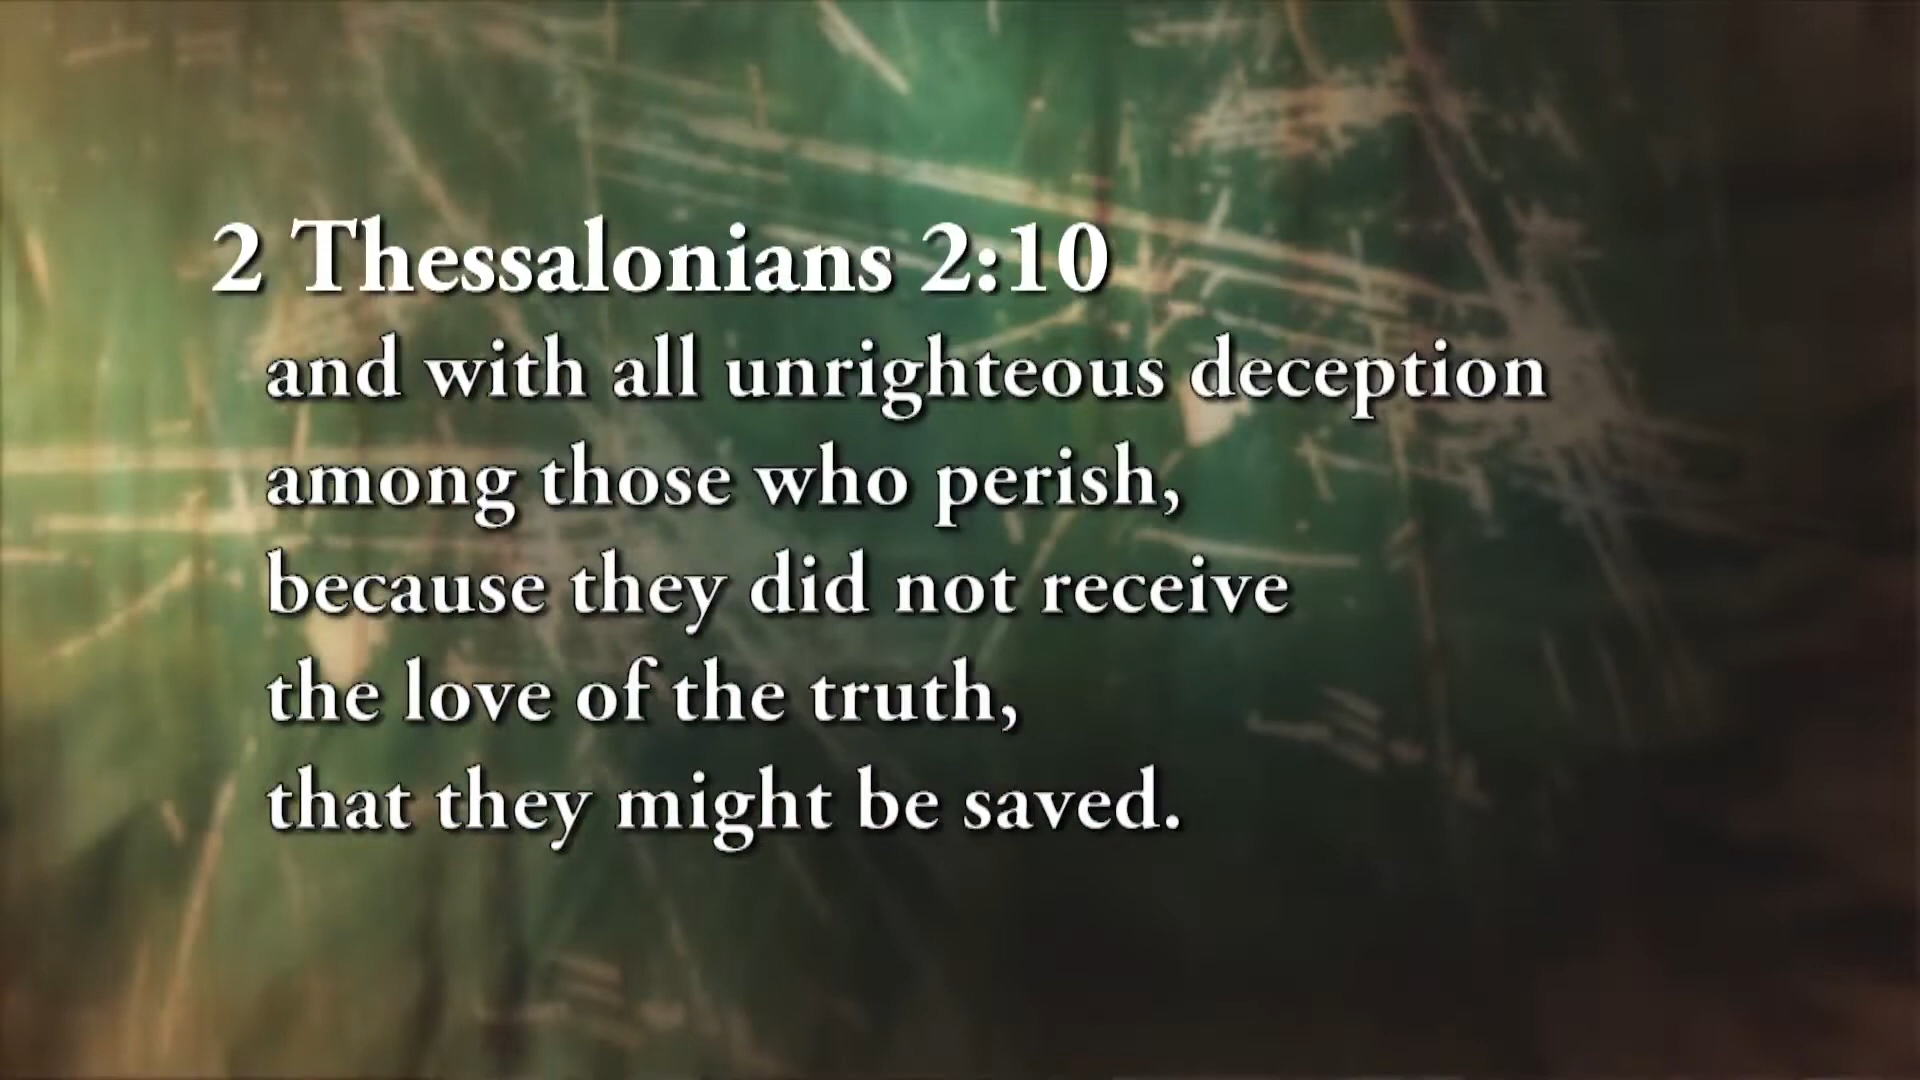 2 Thessalonians 2:10
and with all unrighteous deception
among those who perish,
because they did not receive
the love of the truth,
that they might be saved.